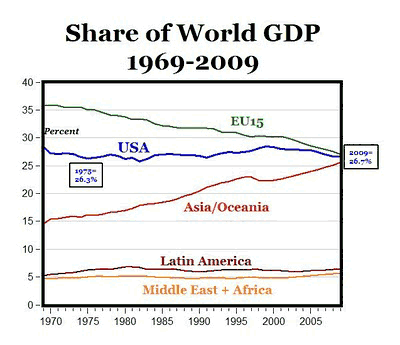 Share of World GDP
1969-2009
40
35
30
25
20
15
10
5
0
Percent
EU15
USA
1975=
26.3%
2009=
26.7%
Asia/Oceania
Latin America
Middle East + Africa
1970 1975 1980 1985 1990 1995 2000 2005